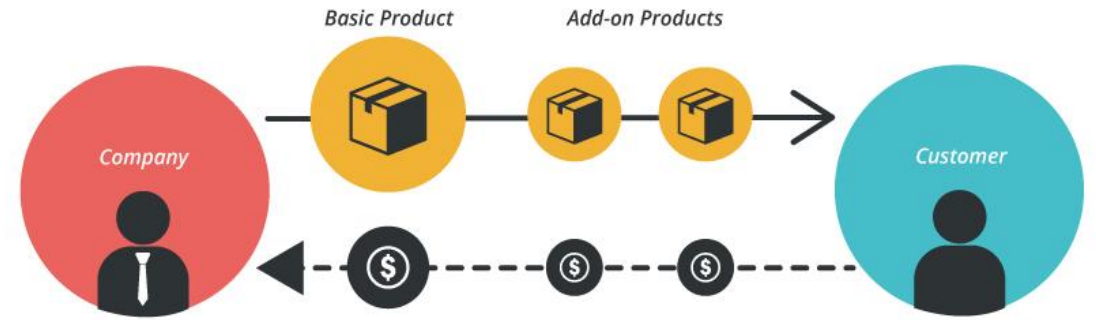 Basic Product
Add-on Products
Company
Customer
$
$
$